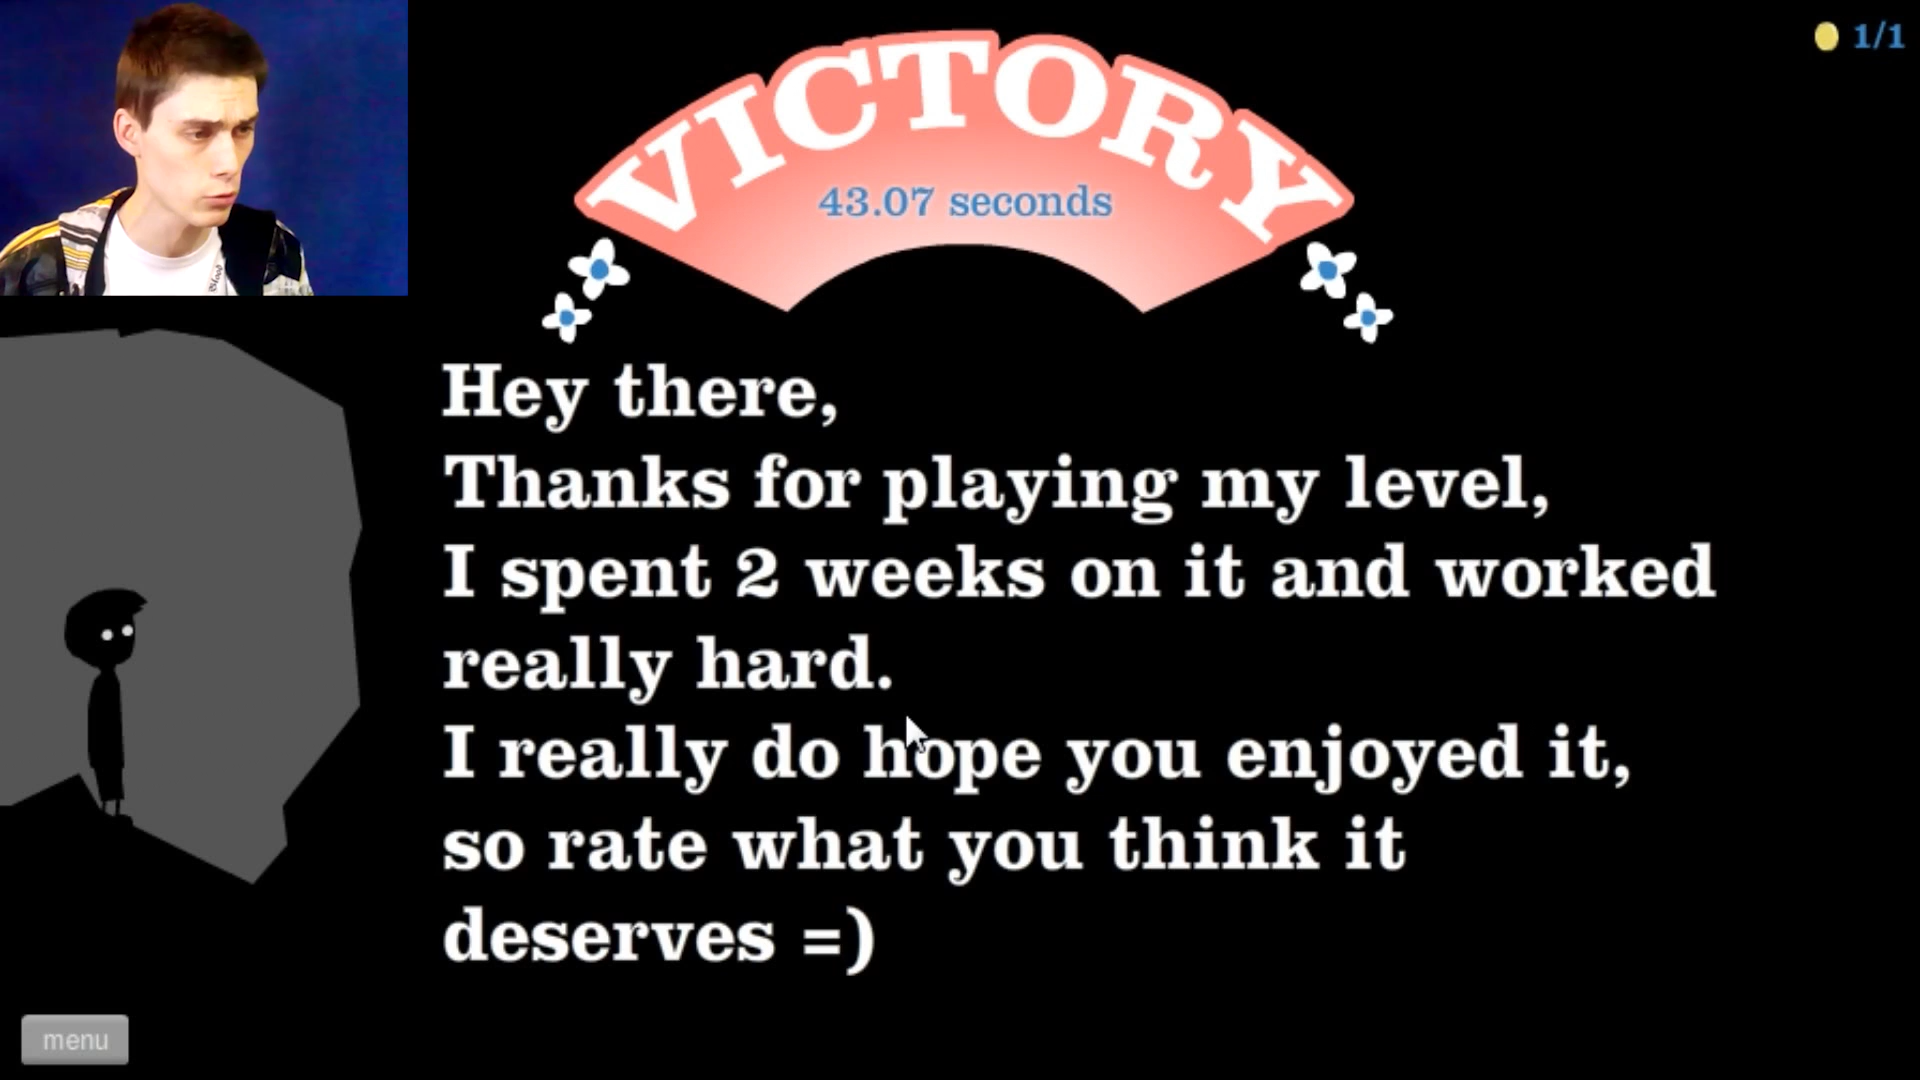 VICTORY
1/1
43.07 seconds
Hey there,
Thanks for playing my level,
I spent 2 weeks on it and worked
really hard.
I really do hope you enjoyed it,
so rate what you think it
deserves =)
menu